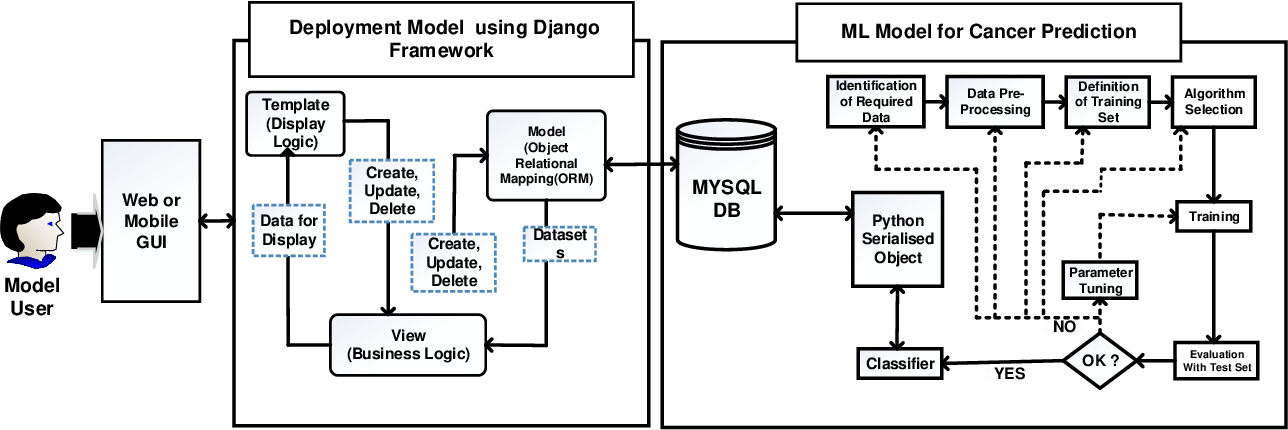 Deployment Model using Django
Framework
ML Model for Cancer Prediction
Model
User
Web or
Mobile
GUI
Template
(Display
Logic)
Data for
Display
Create,
Update,
Delete
Create,
Update,
Delete
Model
(Object
Relational
Mapping(ORM)
Dataset
s
View
(Business Logic)
MYSQL
DB
Identification
of Required
Data
Data Pre-
Processing
Definition
of Training
Set
Algorithm
Selection
Python
Serialised
Object
Training
Parameter
Tuning
NO
Classifier
YES
OK ?
Evaluation
With Test Set